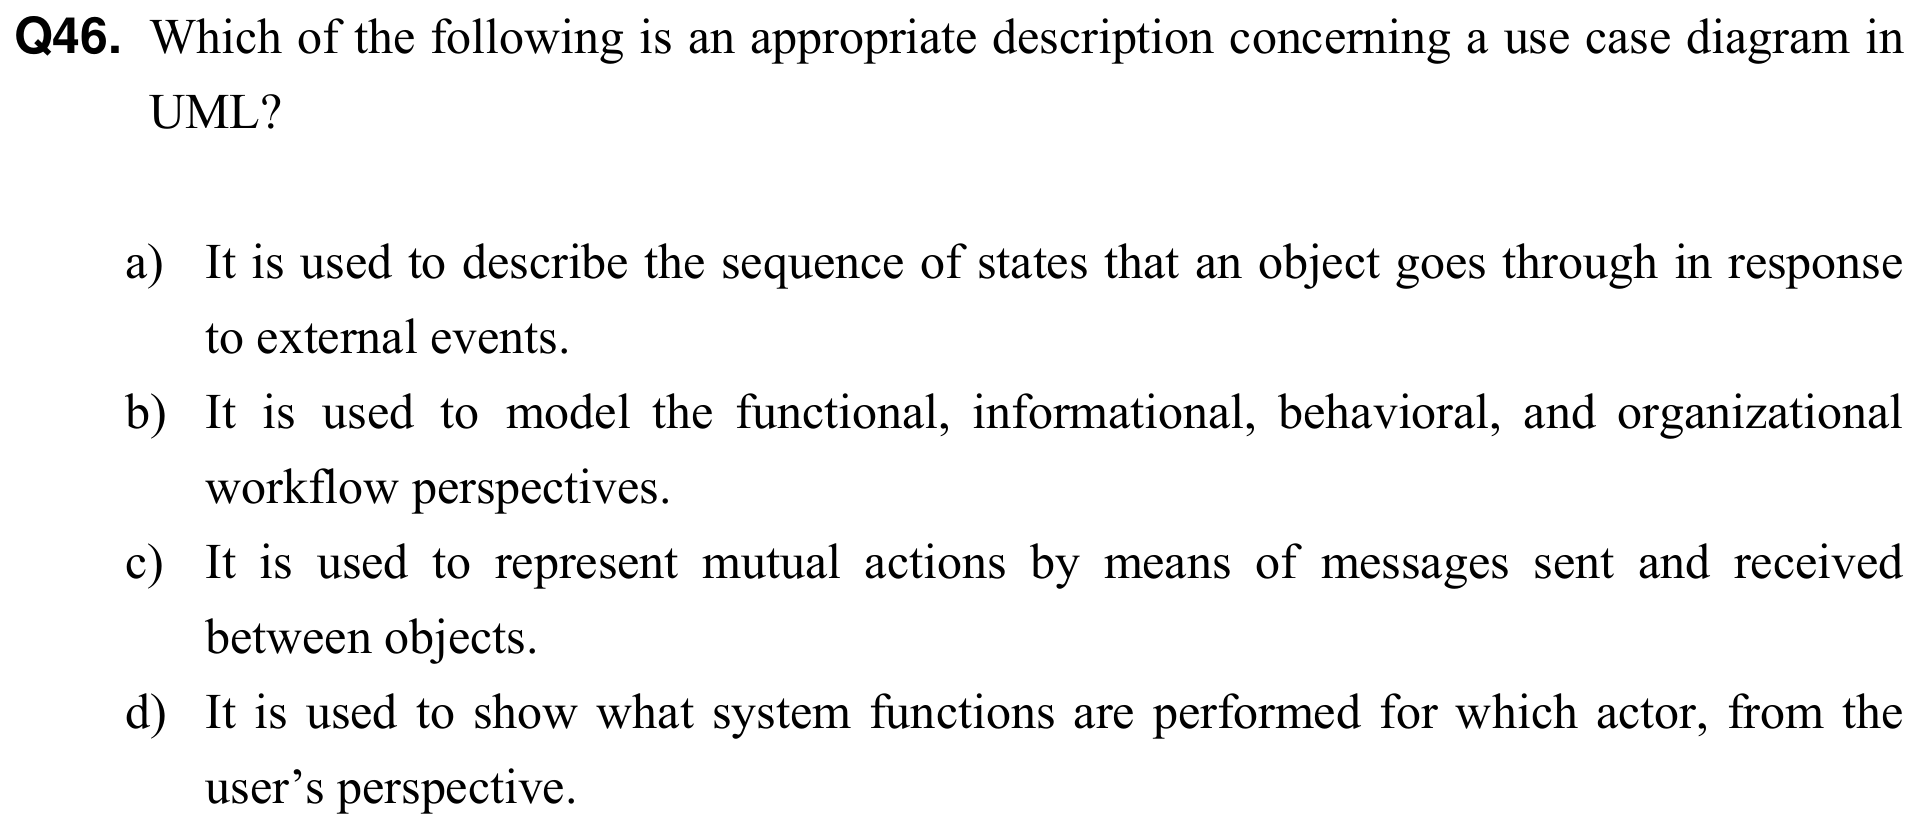 Q46. Which of the following is an appropriate description concerning a use case diagram in
UML?
a) It is used to describe the sequence of states that an object goes through in response
to external events.
b) It is used to model the functional, informational, behavioral, and organizational
workflow perspectives.
c) It is used to represent mutual actions by means of messages sent and received
between objects.
d) It is used to show what system functions are performed for which actor, from the
user’s perspective.